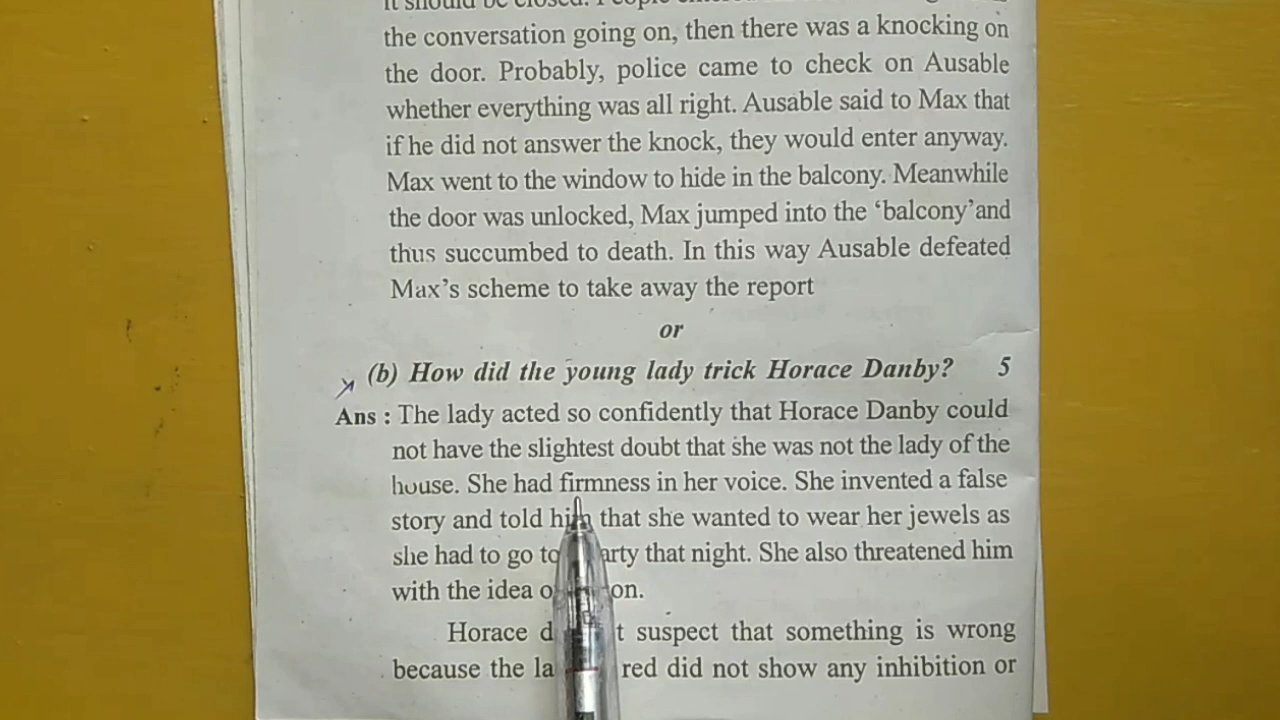 it should be closed. People
the conversation going on, then there was a knocking on
the door. Probably, police came to check on Ausable
whether everything was all right. Ausable said to Max that
if he did not answer the knock, they would enter anyway.
Max went to the window to hide in the balcony. Meanwhile
the door was unlocked, Max jumped into the ‘balcony’and
thus succumbed to death. In this way Ausable defeated
Max’s scheme to take away the report
or
(b) How did the young lady trick Horace Danby? 5
Ans : The lady acted so confidently that Horace Danby could
not have the slightest doubt that she was not the lady of the
house. She had firmness in her voice. She invented a false
story and told him that she wanted to wear her jewels as
she had to go to party that night. She also threatened him
with the idea
Horace suspect that something is wrong
because the red did not show any inhibition or